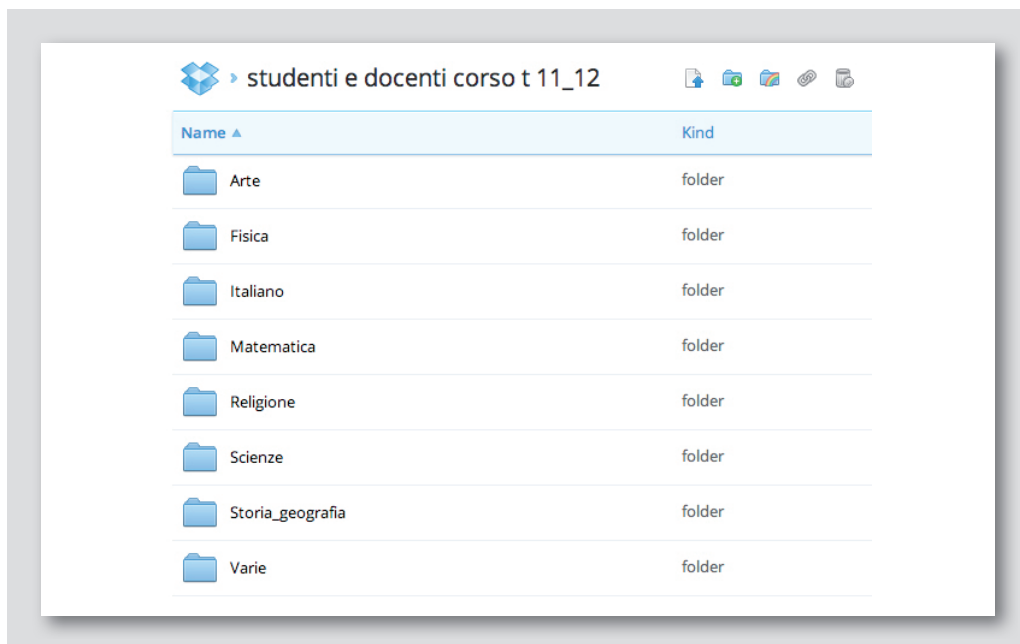 studenti e docenti corso t 11_12
Name Kind
Arte folder
Fisica folder
Italiano folder
Matematica folder
Religione folder
Scienze folder
Storia_geografia folder
Varie folder